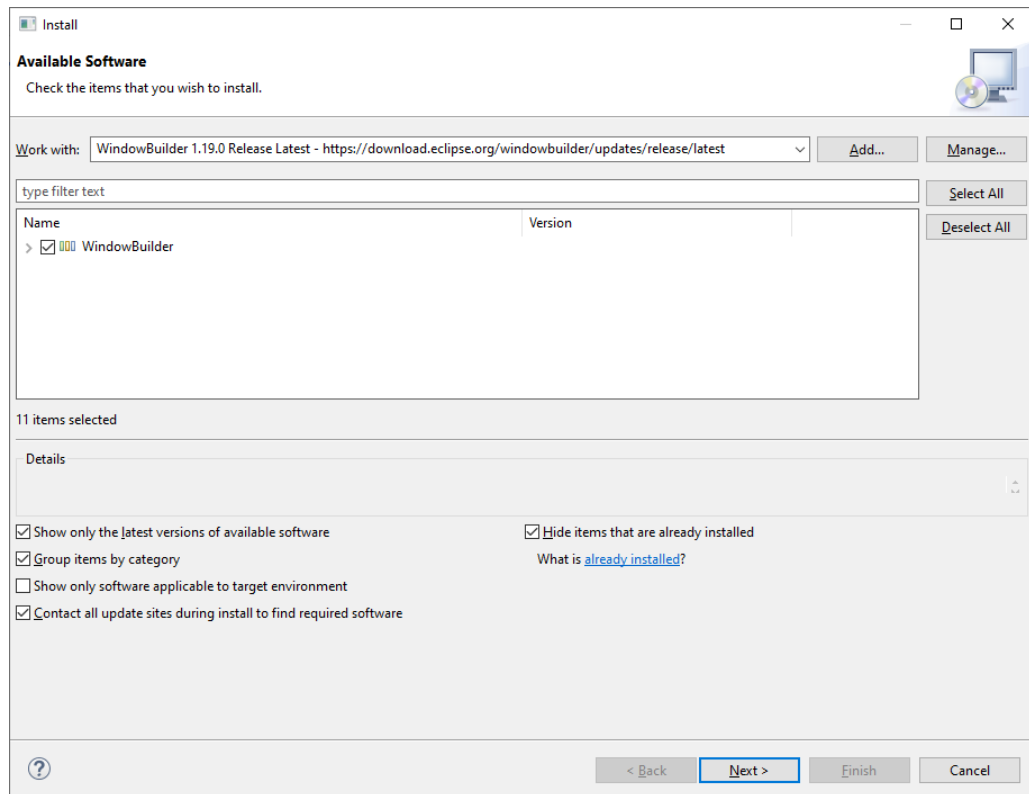 Install
Available Software
Check the items that you wish to install.
Work with: WindowBuilder 1.19.0 Release Latest - https://download.eclipse.org/windowbuilder/updates/release/latest Add... Manage...
type filter text Select All
Name Version Deselect All
WindowBuilder
11 items selected
Details
Show only the latest versions of available software Hide items that are already installed
Group items by category What is already installed?
Show only software applicable to target environment
Contact all update sites during install to find required software
? < Back Next > Finish Cancel